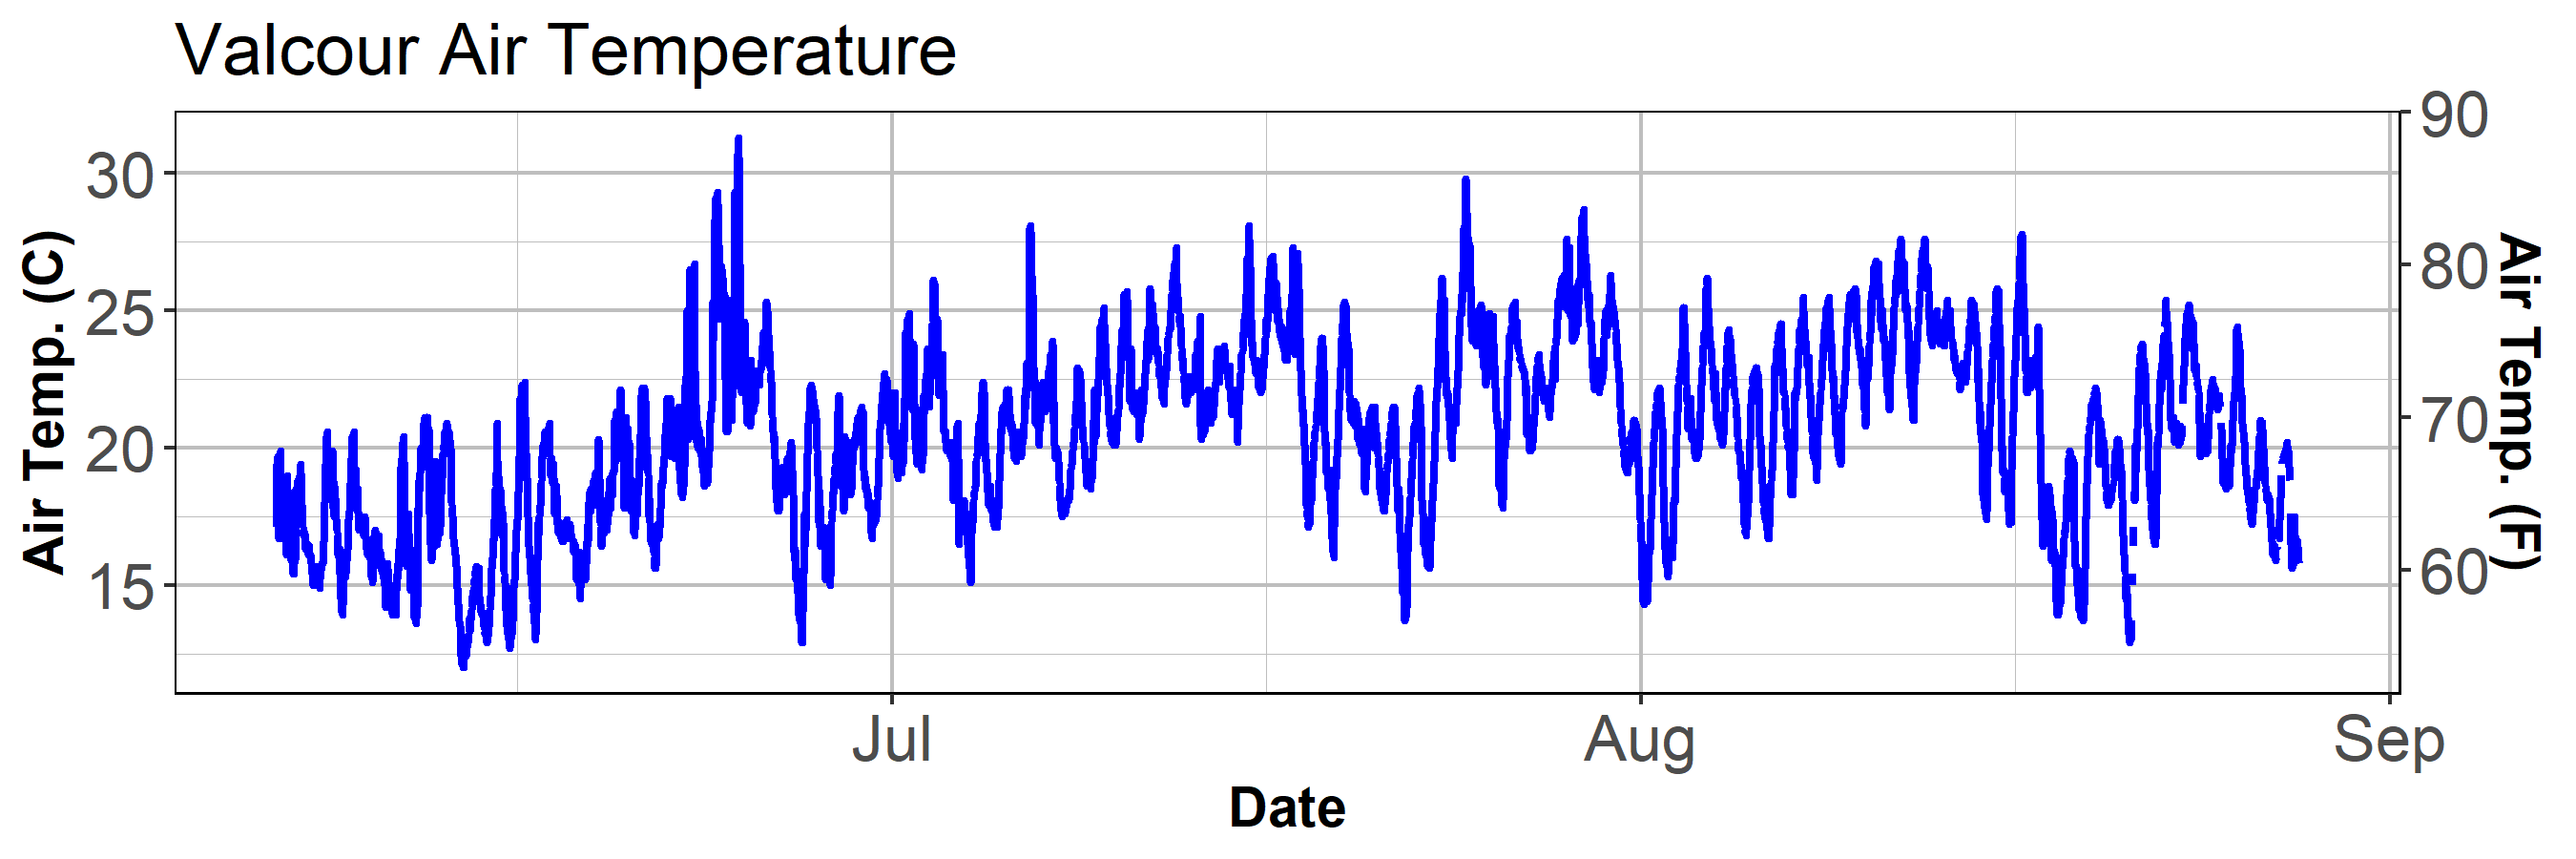 Valcour Air Temperature
Air Temp. (C)
30
25
20
15
90
80
70
60
Air Temp. (F)
Jul
Aug
Sep
Date